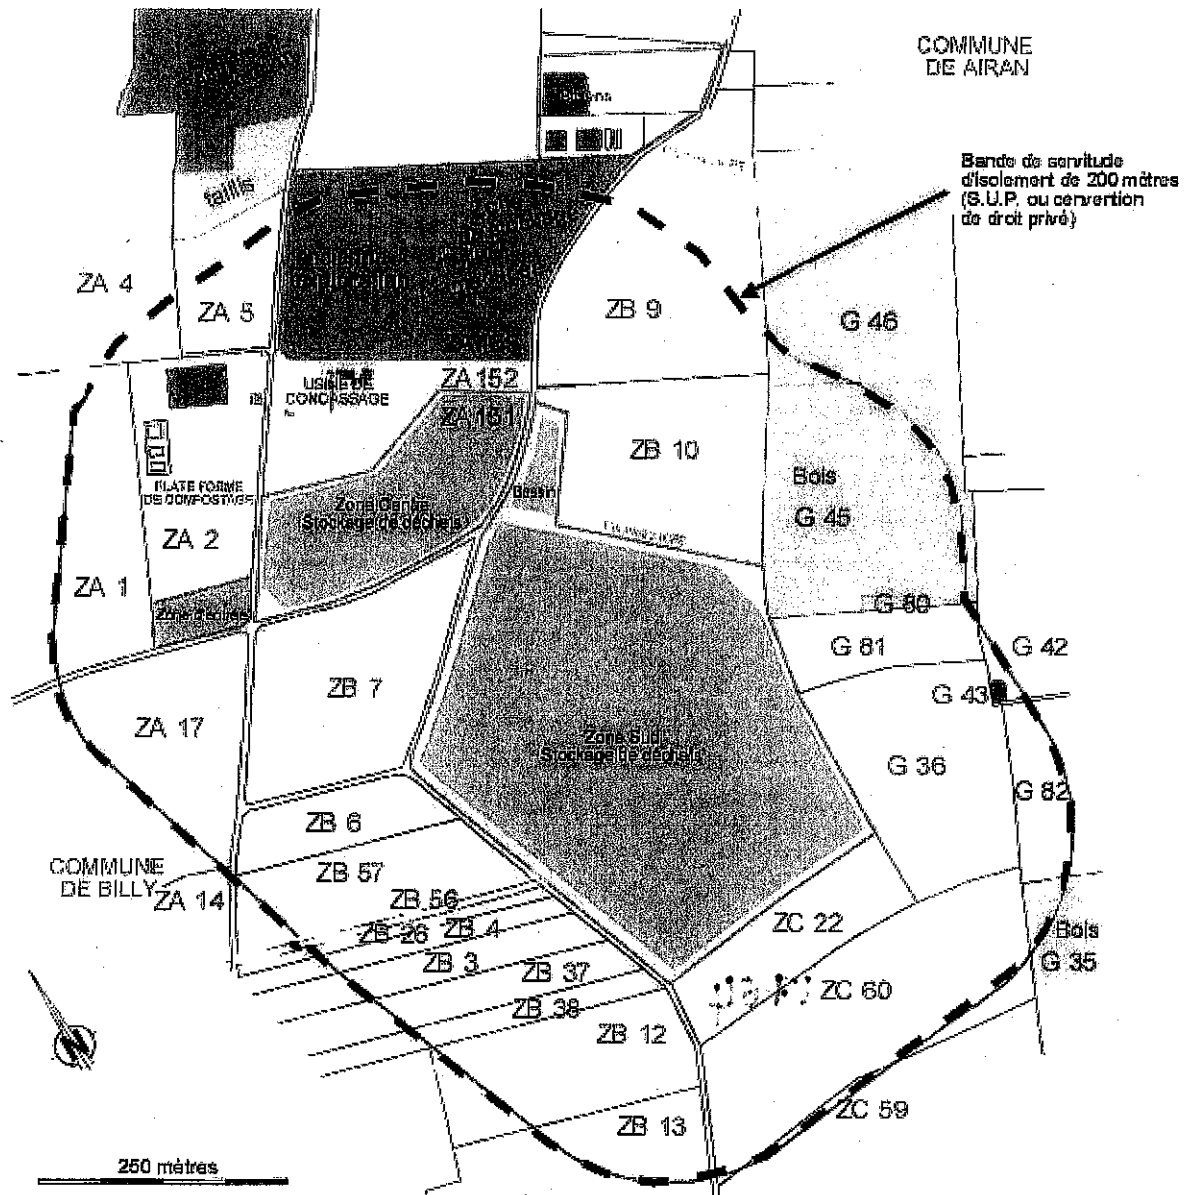 COMMUNE
DE AIRAN
Bande de servitude
d'isolement de 200 mètres
(S.U.P. ou convention
de droit privé)
taillis
ZA 4
ZA 5
ZB 9
G 46
USINE DE
CONCASSAGE
ZA 152
ZA 151
ZB 10
Bois
G 45
PLATE FORME
DE COMPOSTAGE
Bassin
Zone Centre
Stockage de déchets
ZA 2
ZA 1
G 80
G 81
G 42
G 43
ZB 7
ZA 17
Zone Sud
Stockage de déchets
G 36
G 82
ZB 6
COMMUNE
DE BILLY
ZA 14
ZB 57
ZB 56
ZB 26
ZB 4
ZB 3
ZB 37
ZB 38
ZB 12
ZC 22
ZC 60
Bois
G 35
N
ZB 13
ZC 59
250 mètres